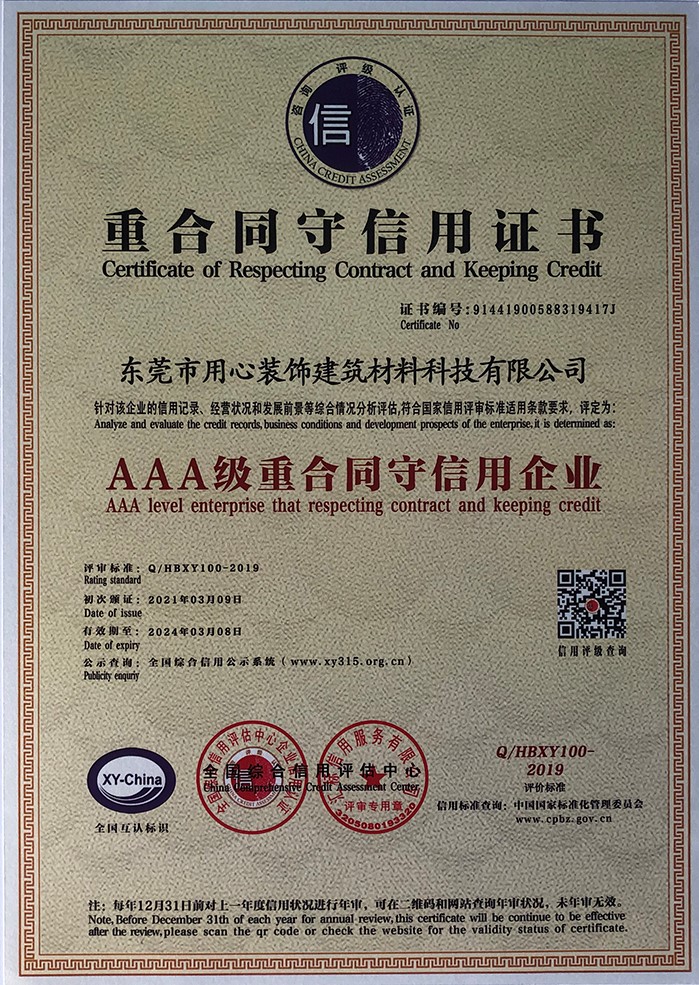 咨询 评级 认证
信
CHINA CREDIT ASSESSMENT
重合同守信用证书
Certificate of Respecting Contract and Keeping Credit
证书编号:91441900588319417J
Certificate No
东莞市用心装饰建筑材料科技有限公司
针对该企业的信用记录、经营状况和发展前景等综合情况分析评估,符合国家信用评审标准适用条款要求，评定为:
Analyze and evaluate the credit records, business conditions and development prospects of the enterprise.it is determined as:
AAA级重合同守信用企业
AAA level enterprise that respecting contract and keeping credit
评审标准: Q/HBXY100-2019
Rating standard
初次颁证: 2021年03月09日
Date of issue
有效期至: 2024年03月08日
Date of expiry
公示查询: 全国综合信用公示系统（www.xy315.org.cn）
Publicity enquriy
信用评级查询
XY-China
全国互认标识
全国综合信用评估中心
China Comprehensive Credit Assessment Center
信用服务有限公司
评审专用章
3205080193320
Q/HBXY100-
2019
评价标准
信用标准查询: 中国国家标准化管理委员会
www.cpbz.gov.cn
注: 每年12月31日前对上一年度信用状况进行年审，可在二维码和网站查询年审状况，未年审无效。
Note, Before December 31th of each year for annual review, this certificate will be continue to be effective
after the review, please scan the qr code or check the website for the validity status of certificate.